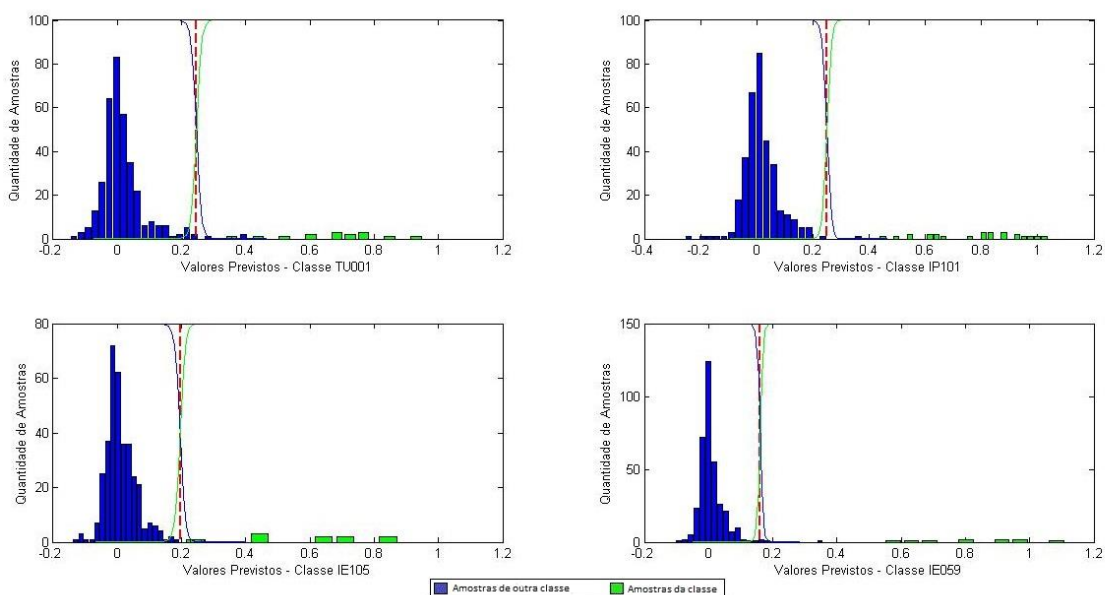 100
80
60
40
20
0
Quantidade de Amostras
-0.2 0 0.2 0.4 0.6 0.8 1 1.2
Valores Previstos - Classe TU001
100
80
60
40
20
0
Quantidade de Amostras
-0.4 -0.2 0 0.2 0.4 0.6 0.8 1 1.2
Valores Previstos - Classe IP101
80
60
40
20
0
Quantidade de Amostras
-0.2 0 0.2 0.4 0.6 0.8 1 1.2
Valores Previstos - Classe IE105
150
100
50
0
Quantidade de Amostras
-0.2 0 0.2 0.4 0.6 0.8 1 1.2
Valores Previstos - Classe IE059
Amostras de outra classe Amostras da classe